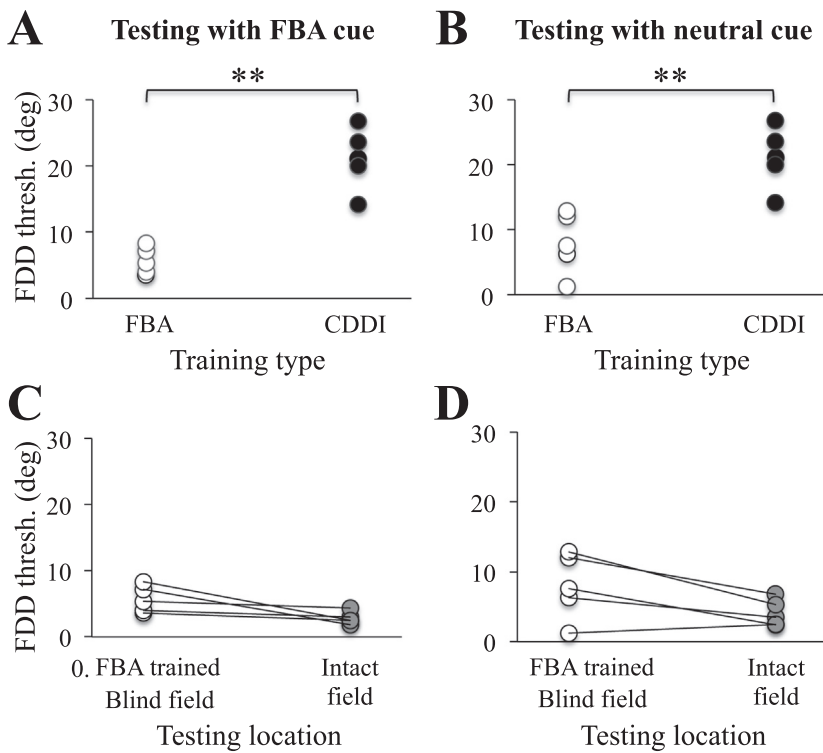 A Testing with FBA cue
**
FDD thresh. (deg)
30
20
10
0
FBA CDDI
Training type
B Testing with neutral cue
**
30
20
10
0
FBA CDDI
Training type
C
FDD thresh. (deg)
30
20
10
0
0. FBA trained Intact
Blind field field
Testing location
D
30
20
10
0
FBA trained Intact
Blind field field
Testing location